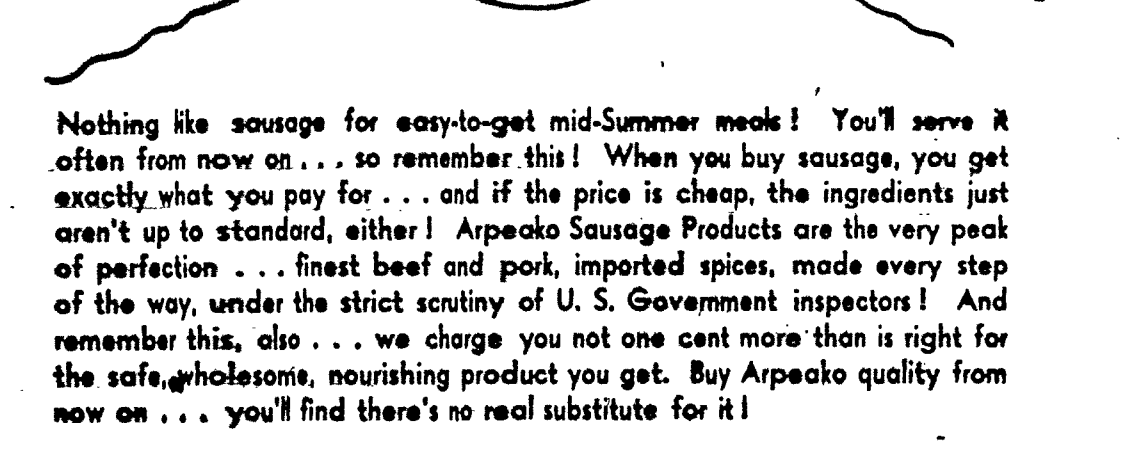 Nothing like sausage for easy-to-get mid-Summer meals! You'll serve it
often from now on . . . so remember this! When you buy sausage, you get
exactly what you pay for . . . and if the price is cheap, the ingredients just
aren't up to standard, either! Arpeako Sausage Products are the very peak
of perfection . . . finest beef and pork, imported spices, made every step
of the way, under the strict scrutiny of U. S. Government inspectors! And
remember this, also . . . we charge you not one cent more than is right for
the safe, wholesome, nourishing product you get. Buy Arpeako quality from
now on . . . you'll find there's no real substitute for it!